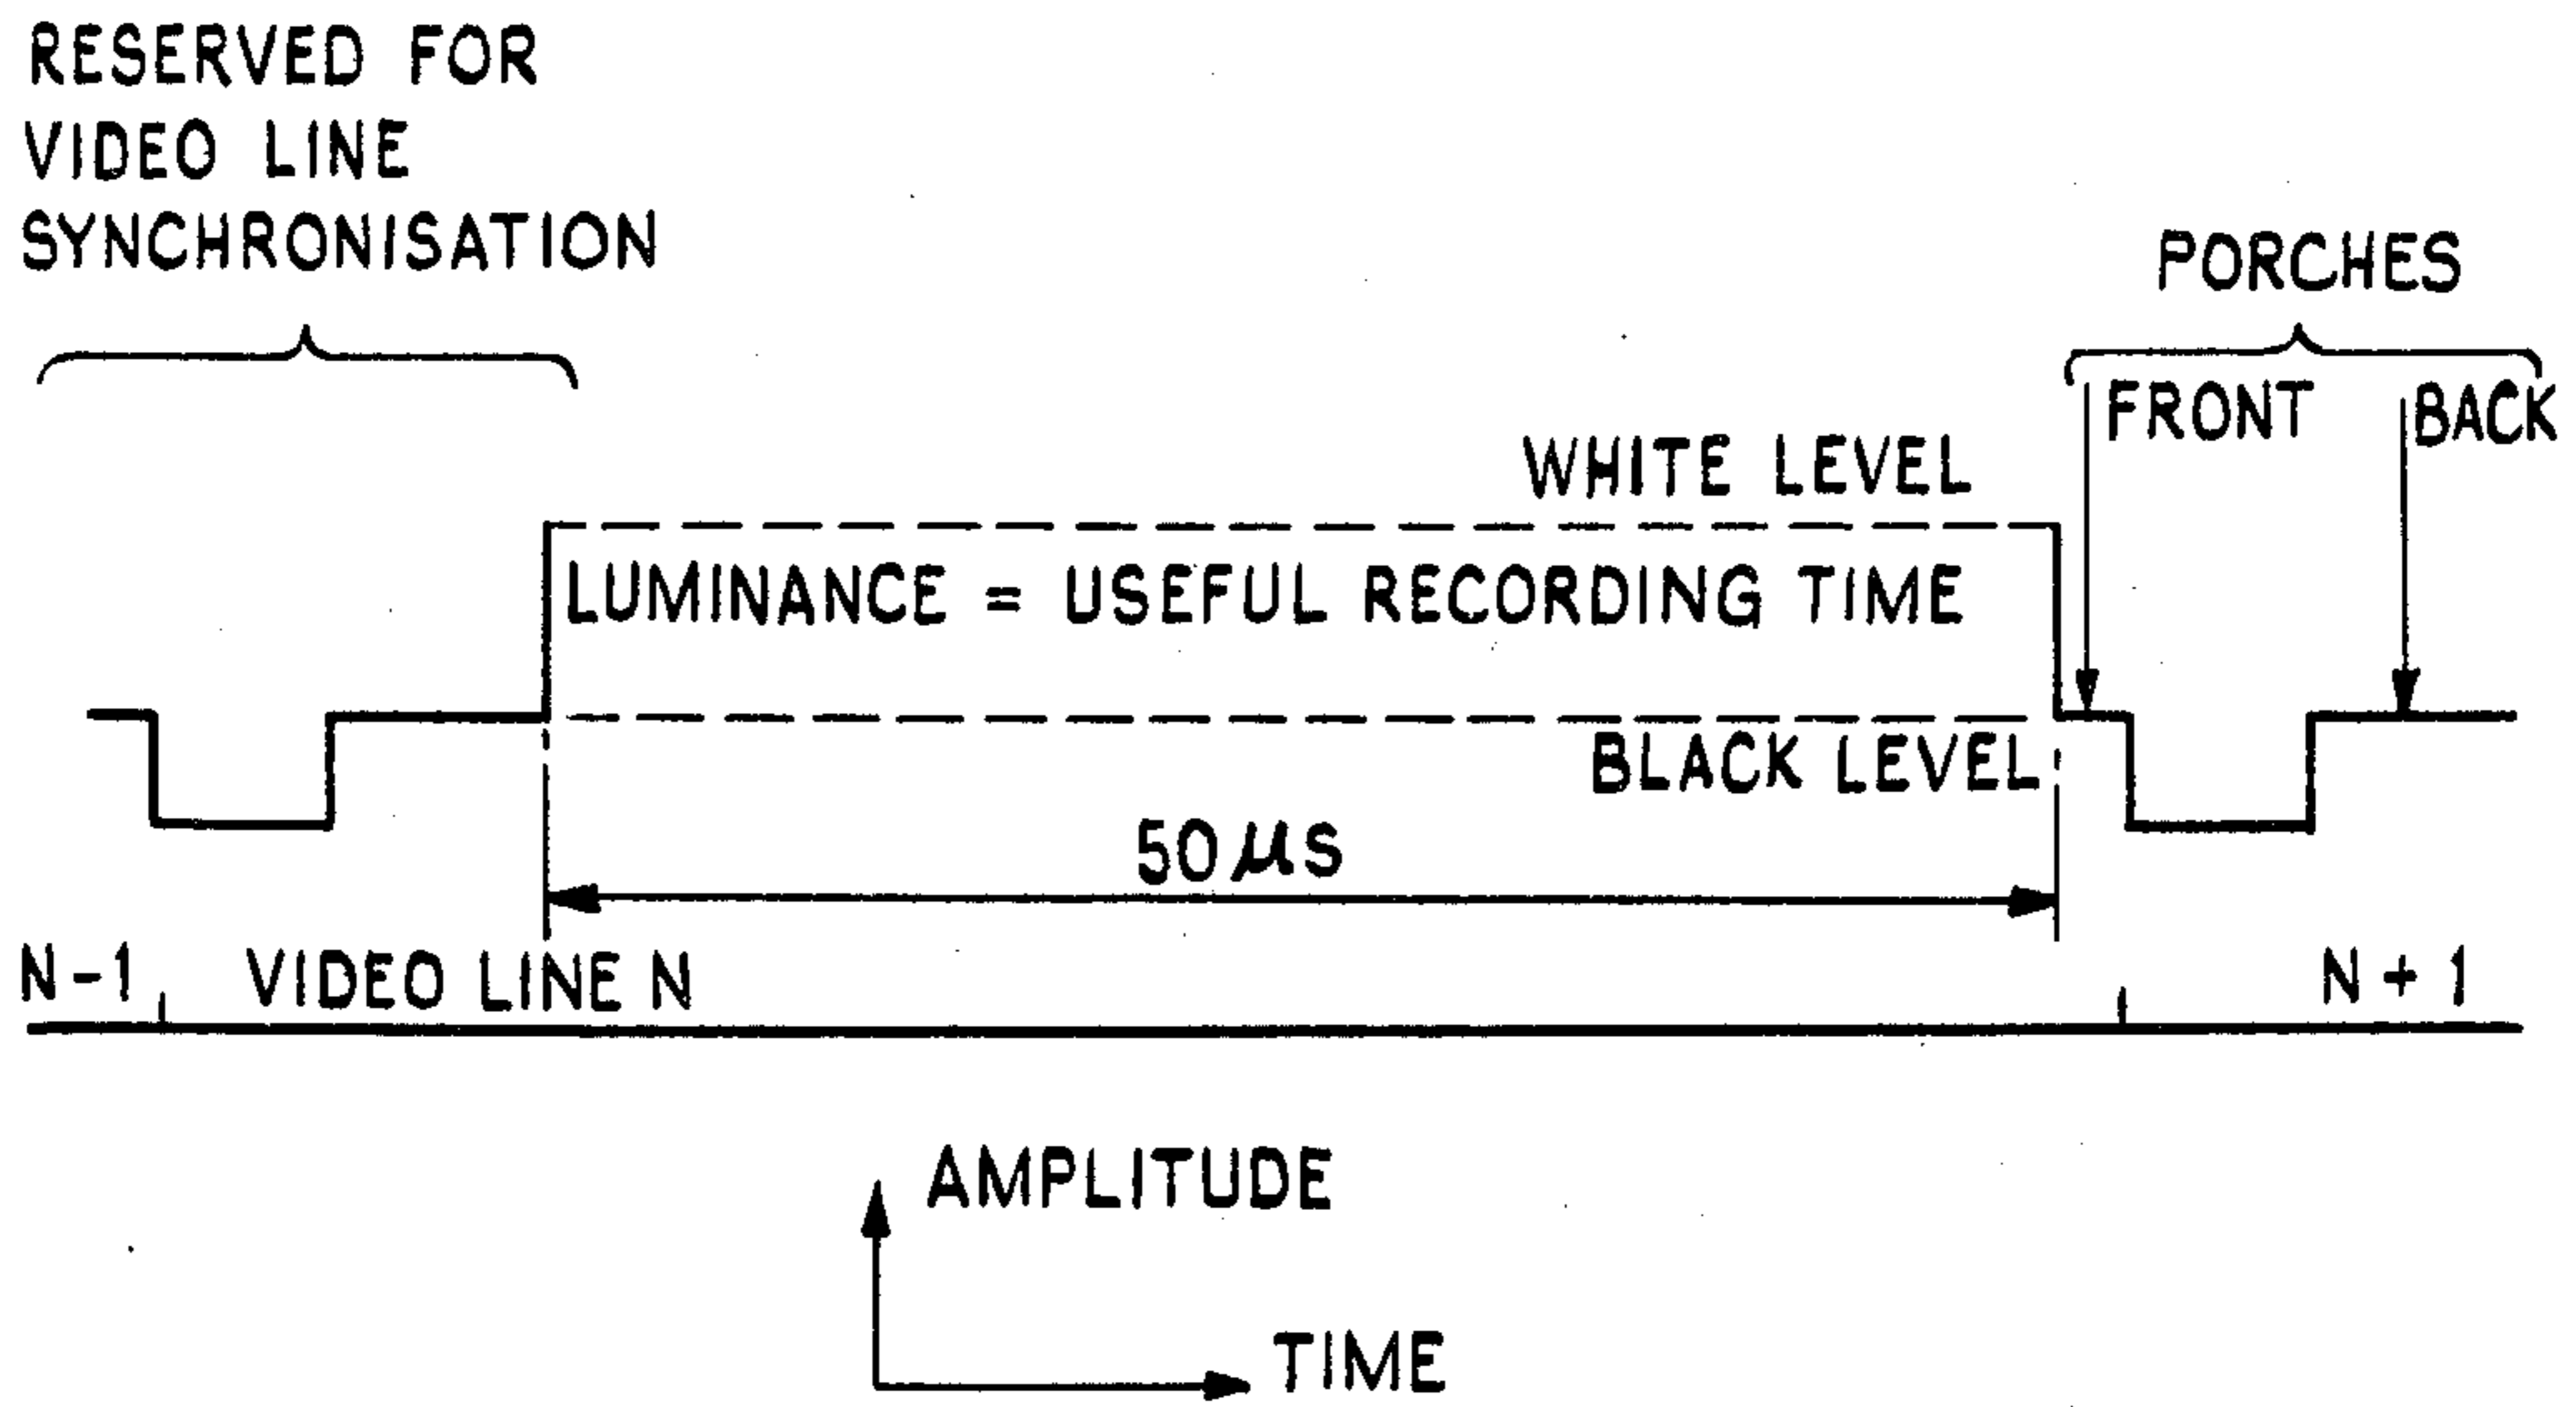 RESERVED FOR
VIDEO LINE
SYNCHRONISATION
PORCHES
FRONT
BACK
WHITE LEVEL
LUMINANCE = USEFUL RECORDING TIME
BLACK LEVEL
50 µs
N-1
VIDEO LINE N
N + 1
AMPLITUDE
TIME